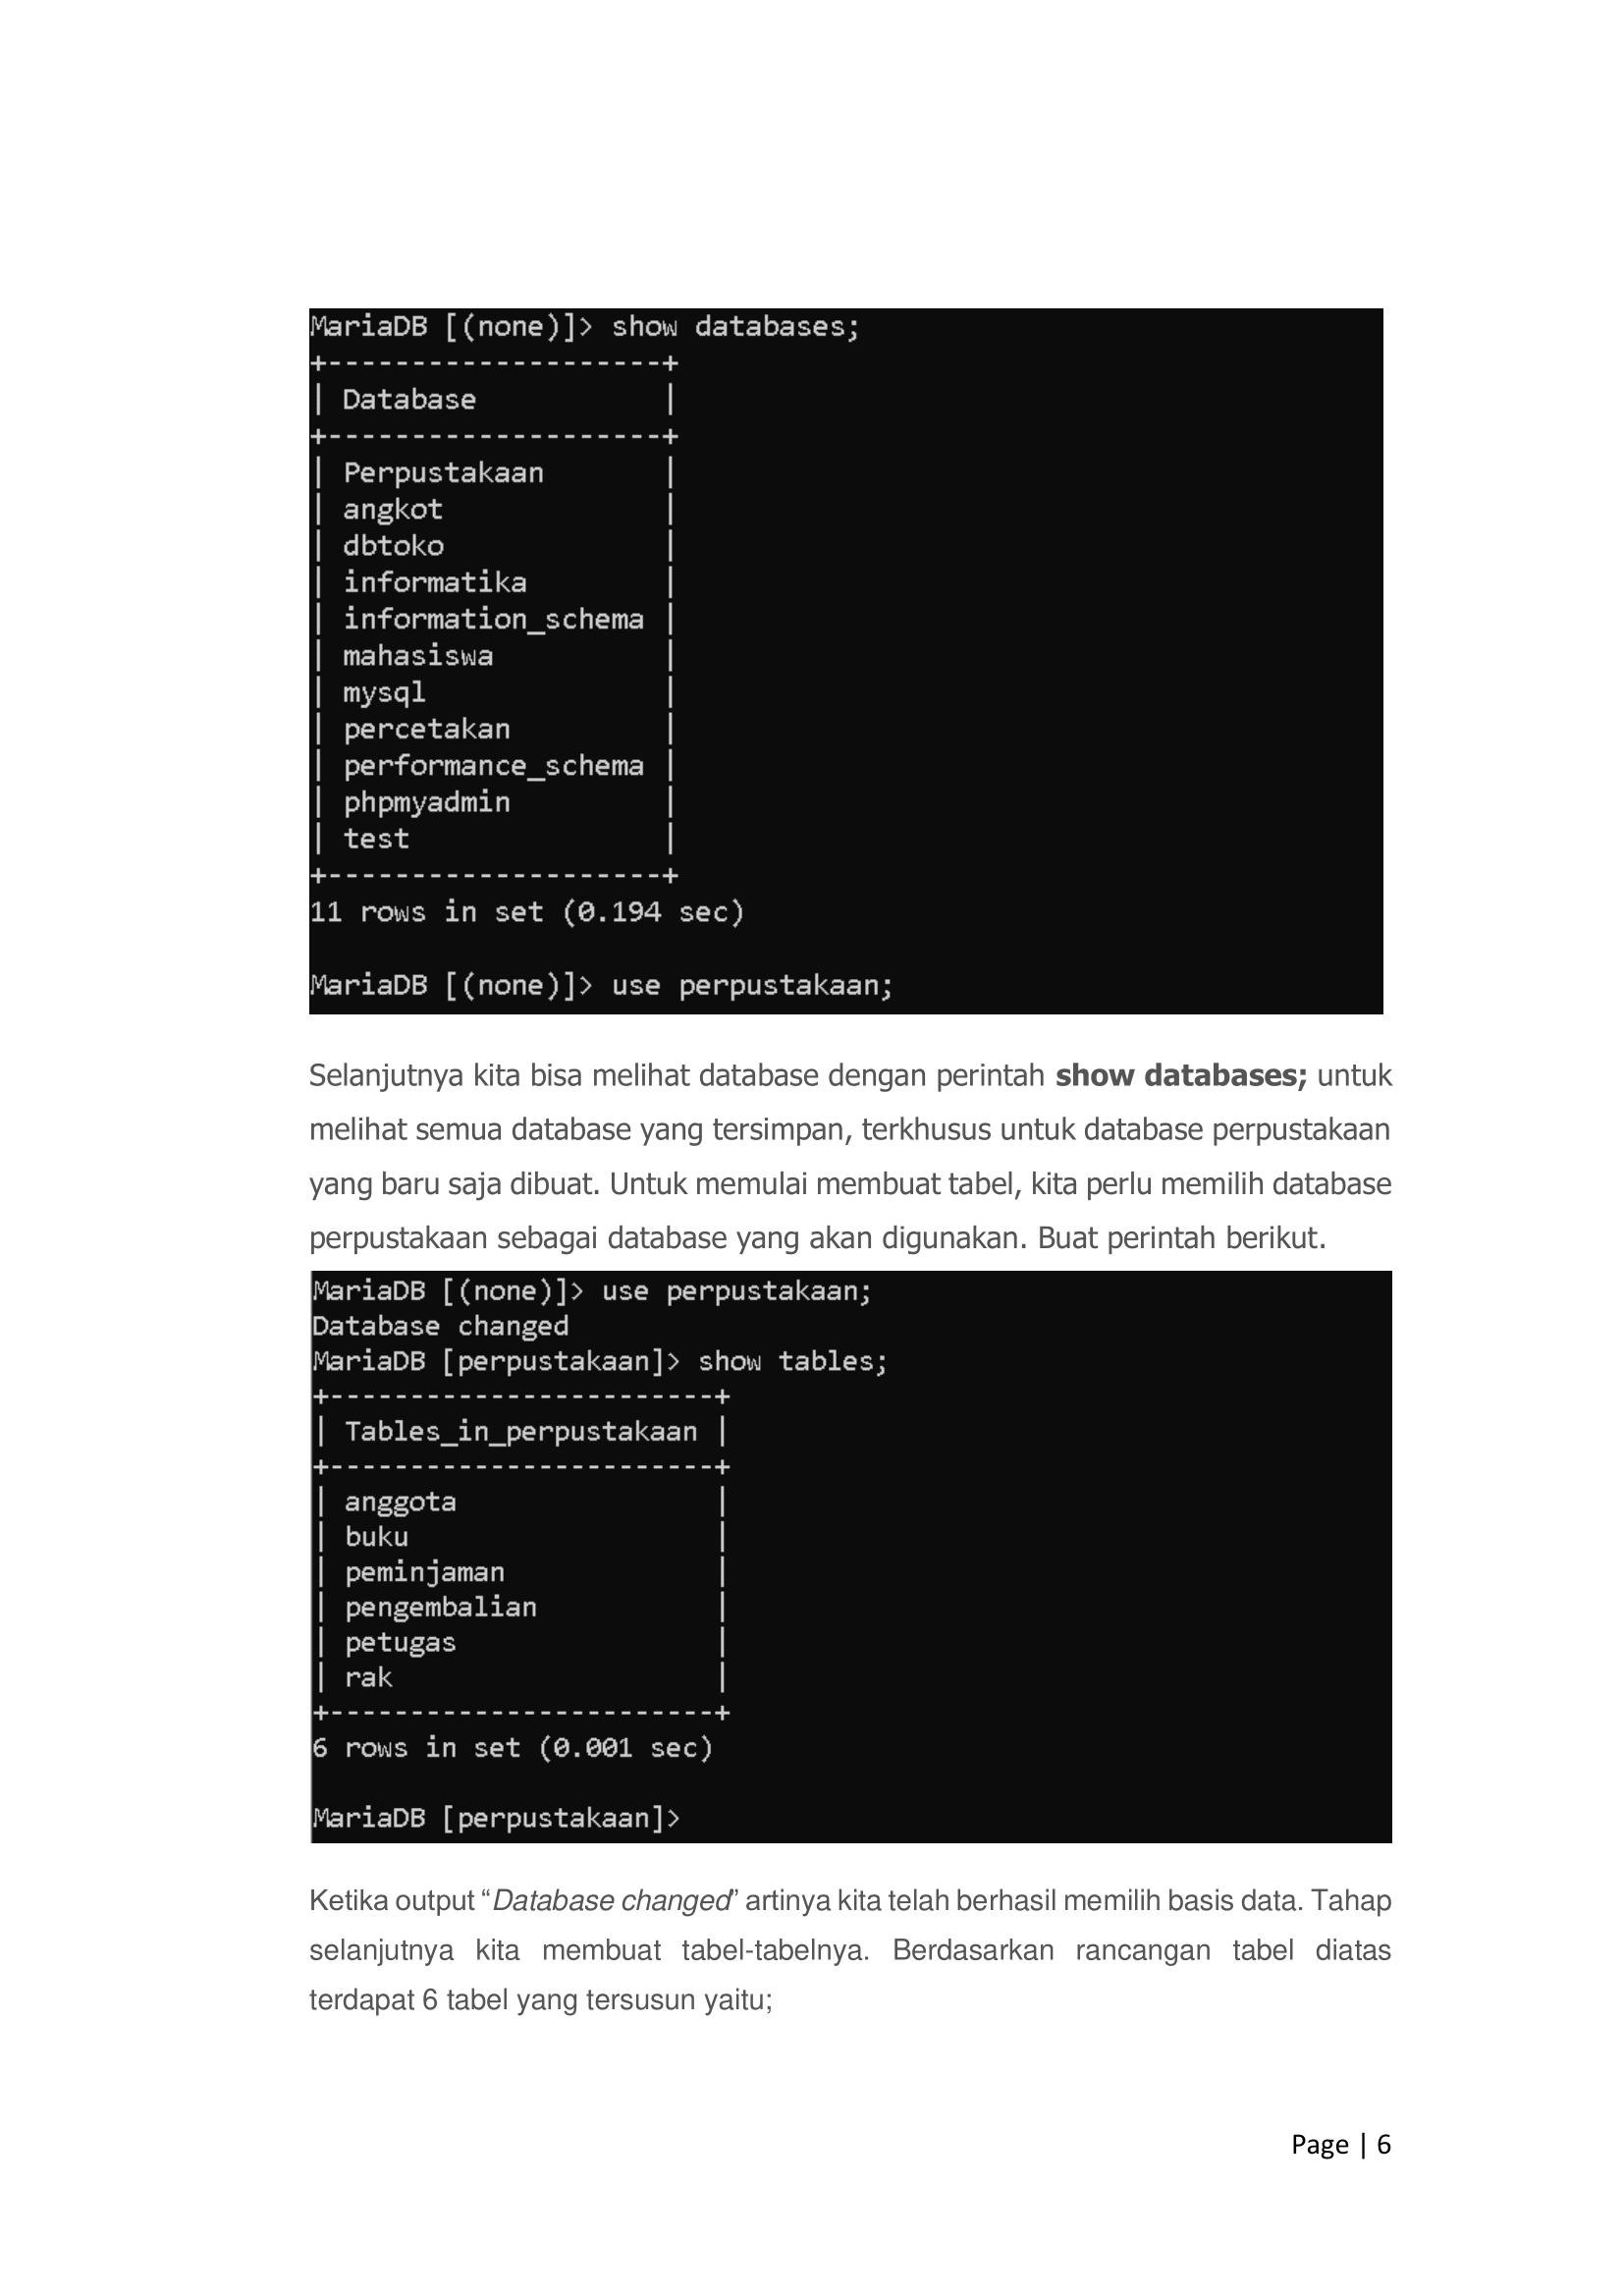 MariaDB [(none)]> show databases;
+--------------------+
| Database           |
+--------------------+
| Perpustakaan       |
| angkot             |
| dbtoko             |
| informatika        |
| information_schema |
| mahasiswa          |
| mysql              |
| percetakan         |
| performance_schema |
| phpmyadmin         |
| test               |
+--------------------+
11 rows in set (0.194 sec)
MariaDB [(none)]> use perpustakaan;
Selanjutnya kita bisa melihat database dengan perintah show databases; untuk
melihat semua database yang tersimpan, terkhusus untuk database perpustakaan
yang baru saja dibuat. Untuk memulai membuat tabel, kita perlu memilih database
perpustakaan sebagai database yang akan digunakan. Buat perintah berikut.
MariaDB [(none)]> use perpustakaan;
Database changed
MariaDB [perpustakaan]> show tables;
+------------------------+
| Tables_in_perpustakaan |
+------------------------+
| anggota                |
| buku                   |
| peminjaman             |
| pengembalian           |
| petugas                |
| rak                    |
+------------------------+
6 rows in set (0.001 sec)
MariaDB [perpustakaan]>
Ketika output “Database changed” artinya kita telah berhasil memilih basis data. Tahap
selanjutnya kita membuat tabel-tabelnya. Berdasarkan rancangan tabel diatas
terdapat 6 tabel yang tersusun yaitu;
Page | 6